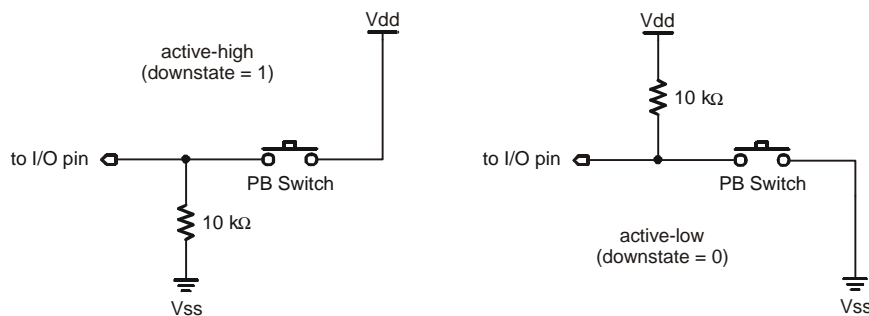 Vdd
active-high
(downstate = 1)
to I/O pin
PB Switch
10 kΩ
Vss
Vdd
10 kΩ
to I/O pin
PB Switch
active-low
(downstate = 0)
Vss